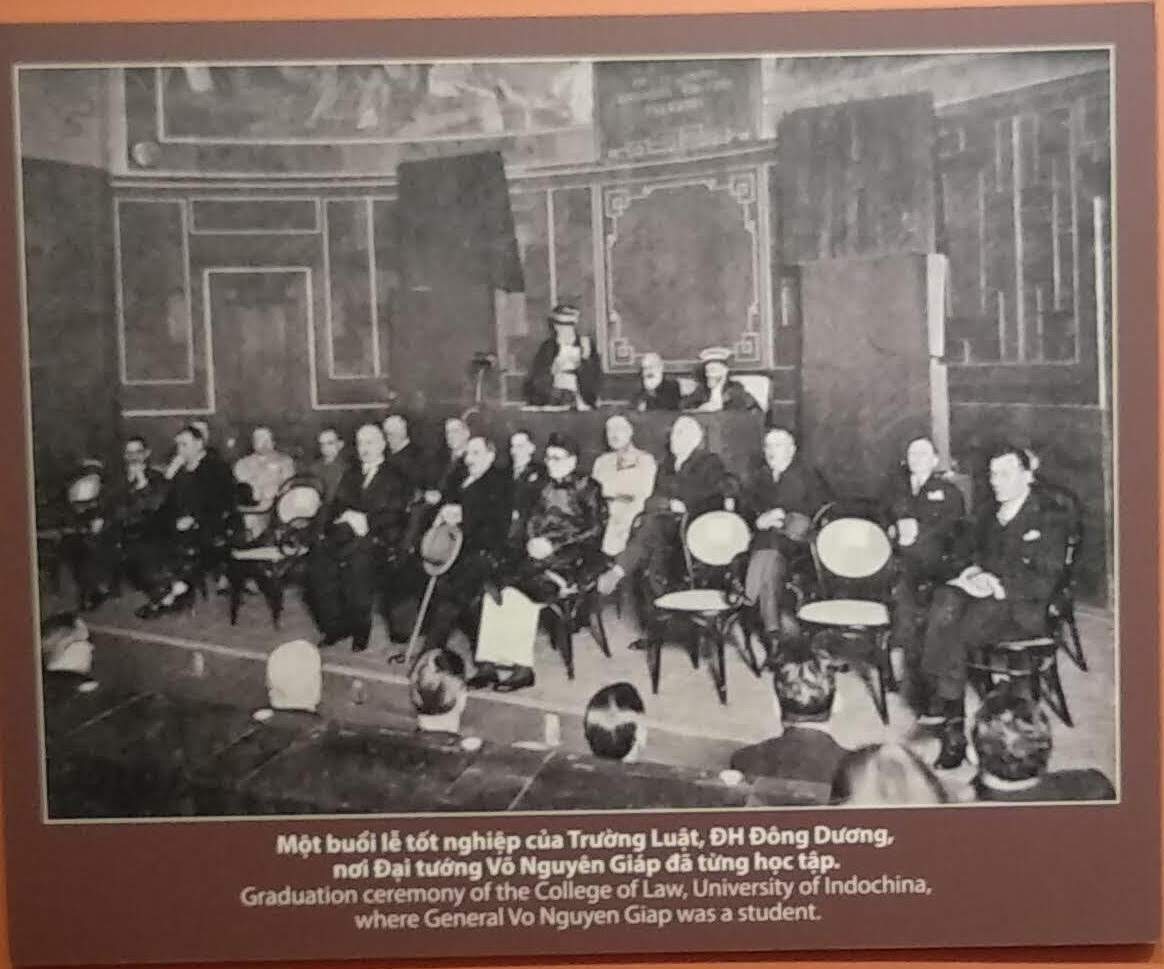 Một buổi lễ tốt nghiệp của Trường Luật, ĐH Đông Dương,
nơi Đại tướng Võ Nguyên Giáp đã từng học tập.
Graduation ceremony of the College of Law, University of Indochina,
where General Vo Nguyen Giap was a student.